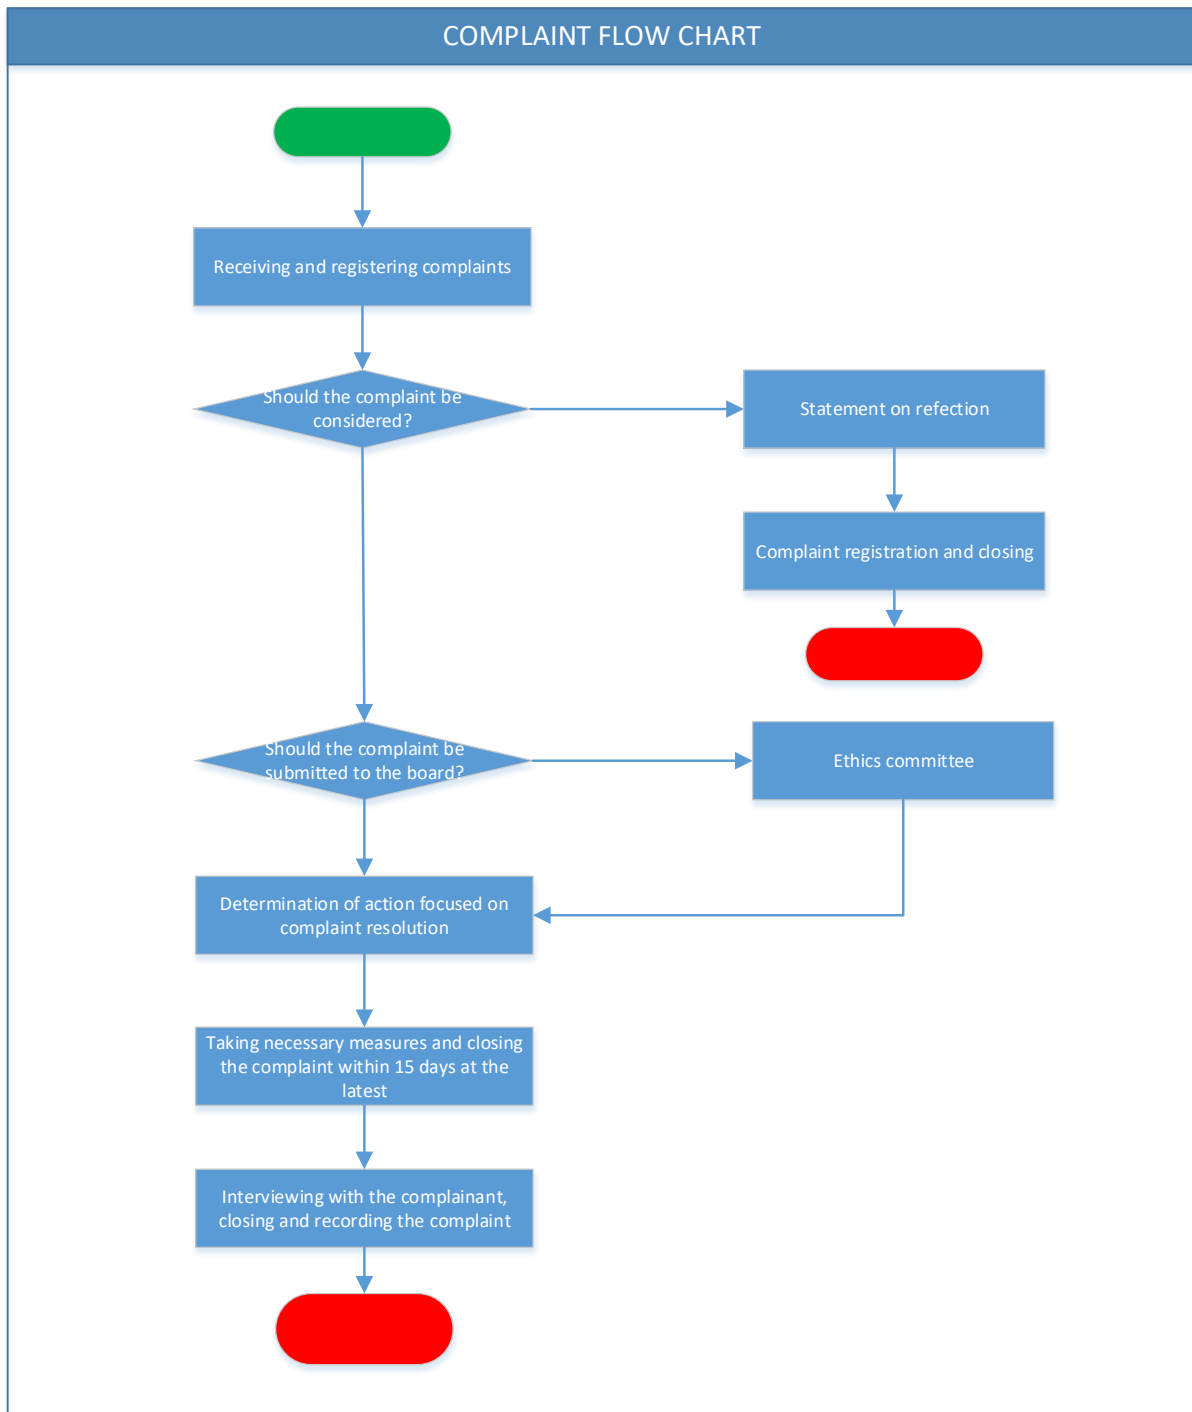 COMPLAINT FLOW CHART
Receiving and registering complaints
Should the complaint be
considered?
Statement on refection
Complaint registration and closing
Should the complaint be
submitted to the board?
Ethics committee
Determination of action focused on
complaint resolution
Taking necessary measures and closing
the complaint within 15 days at the
latest
Interviewing with the complainant,
closing and recording the complaint